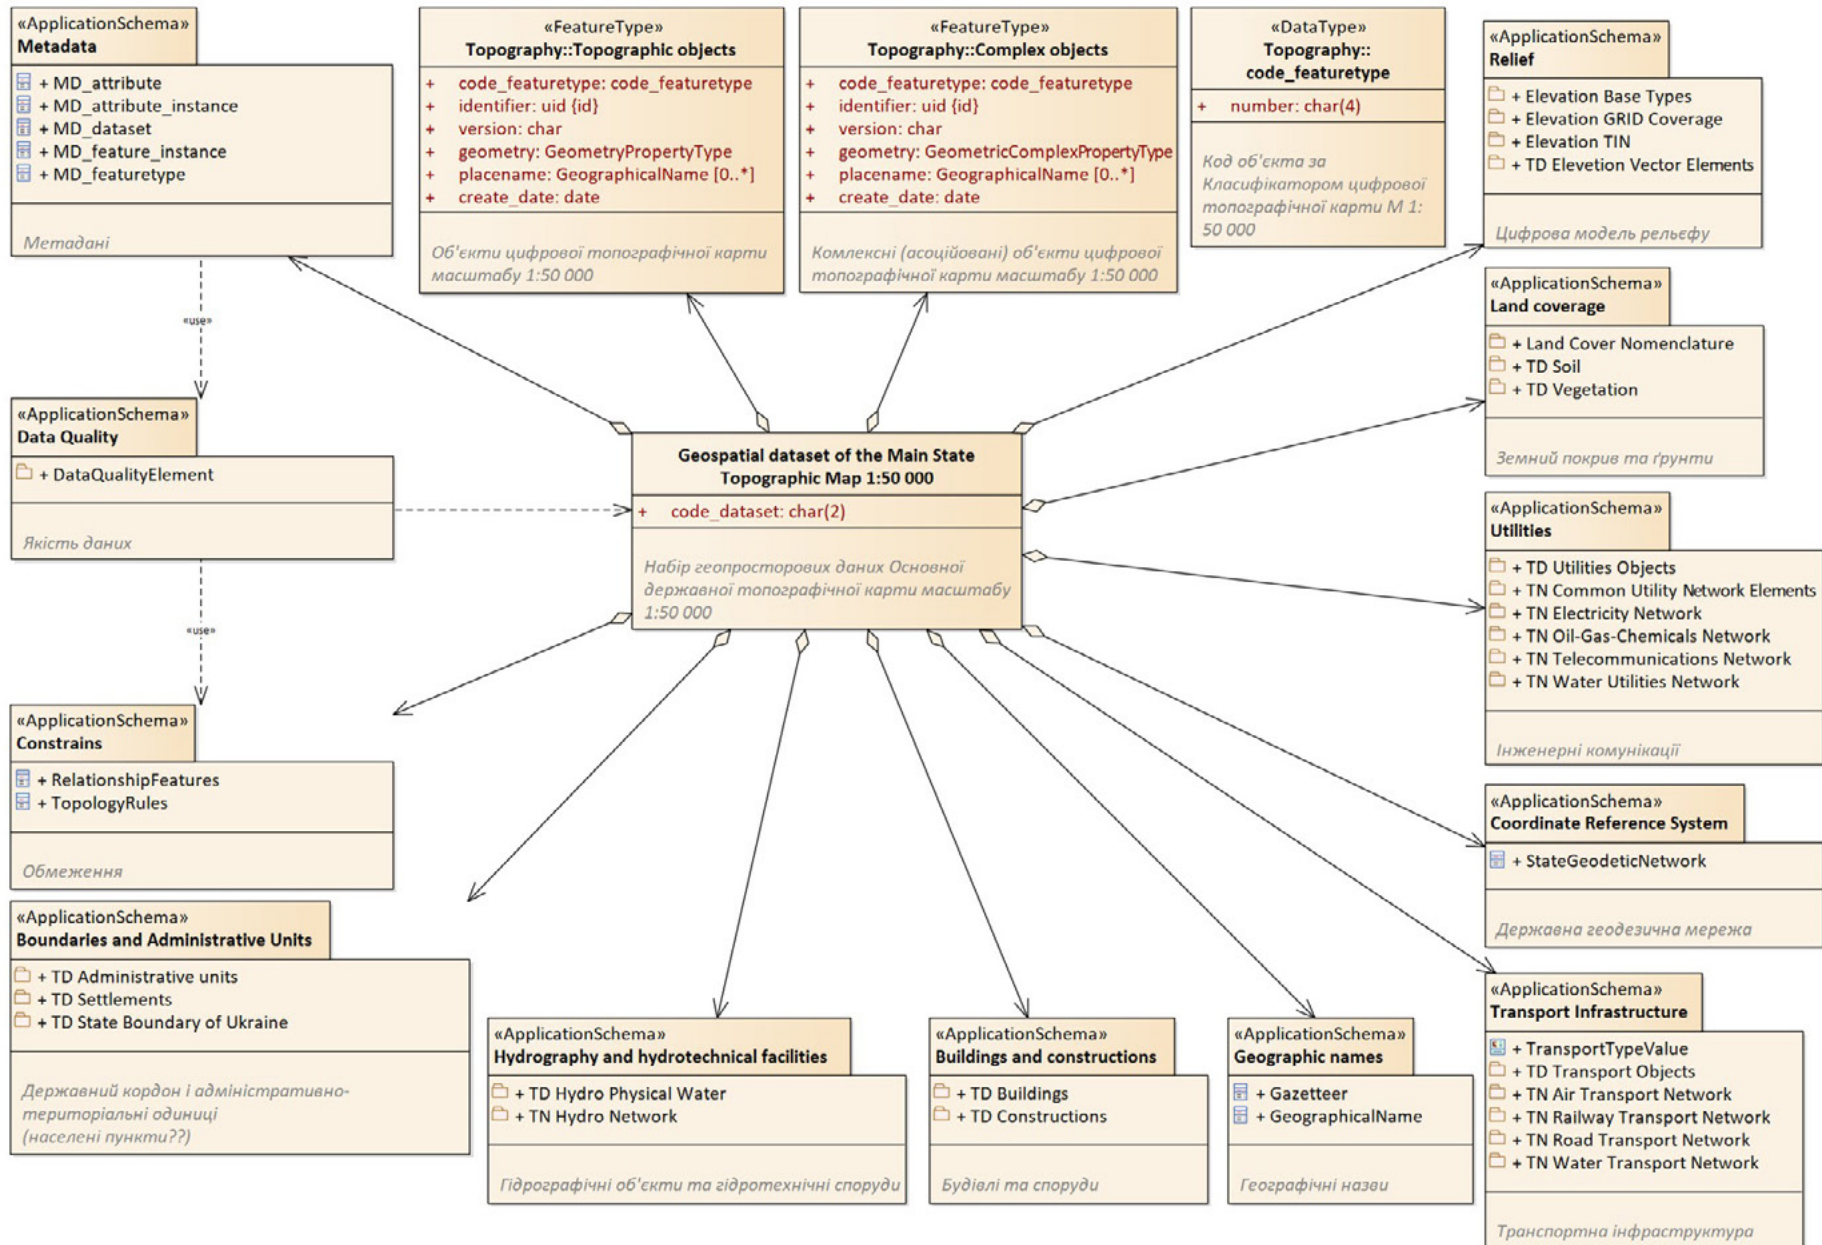 «ApplicationSchema»
Metadata
+ MD_attribute
+ MD_attribute_instance
+ MD_dataset
+ MD_feature_instance
+ MD_featuretype
Метадані
«FeatureType»
Topography::Topographic objects
+ code_featuretype: code_featuretype
+ identifier: uid {id}
+ version: char
+ geometry: GeometryPropertyType
+ placename: GeographicalName [0..*]
+ create_date: date
Об'єкти цифрової топографічної карти
масштабу 1:50 000
«FeatureType»
Topography::Complex objects
+ code_featuretype: code_featuretype
+ identifier: uid {id}
+ version: char
+ geometry: GeometricComplexPropertyType
+ placename: GeographicalName [0..*]
+ create_date: date
Комлексні (асоційовані) об'єкти цифрової
топографічної карти масштабу 1:50 000
«DataType»
Topography::
code_featuretype
+ number: char(4)
Код об'єкта за
Класифікатором цифрової
топографічної карти М 1:
50 000
«ApplicationSchema»
Relief
+ Elevation Base Types
+ Elevation GRID Coverage
+ Elevation TIN
+ TD Elevetion Vector Elements
Цифрова модель рельєфу
«use»
«ApplicationSchema»
Land coverage
+ Land Cover Nomenclature
+ TD Soil
+ TD Vegetation
Земний покрив та ґрунти
«ApplicationSchema»
Data Quality
+ DataQualityElement
Якість даних
Geospatial dataset of the Main State
Topographic Map 1:50 000
+ code_dataset: char(2)
Набір геопросторових даних Основної
державної топографічної карти масштабу
1:50 000
«ApplicationSchema»
Utilities
+ TD Utilities Objects
+ TN Common Utility Network Elements
+ TN Electricity Network
+ TN Oil-Gas-Chemicals Network
+ TN Telecommunications Network
+ TN Water Utilities Network
Інженерні комунікації
«use»
«ApplicationSchema»
Constrains
+ RelationshipFeatures
+ TopologyRules
Обмеження
«ApplicationSchema»
Coordinate Reference System
+ StateGeodeticNetwork
Державна геодезична мережа
«ApplicationSchema»
Boundaries and Administrative Units
+ TD Administrative units
+ TD Settlements
+ TD State Boundary of Ukraine
Державний кордон і адміністративно-
територіальні одиниці
(населені пункти??)
«ApplicationSchema»
Hydrography and hydrotechnical facilities
+ TD Hydro Physical Water
+ TN Hydro Network
Гідрографічні об'єкти та гідротехнічні споруди
«ApplicationSchema»
Buildings and constructions
+ TD Buildings
+ TD Constructions
Будівлі та споруди
«ApplicationSchema»
Geographic names
+ Gazetteer
+ GeographicalName
Географічні назви
«ApplicationSchema»
Transport Infrastructure
+ TransportTypeValue
+ TD Transport Objects
+ TN Air Transport Network
+ TN Railway Transport Network
+ TN Road Transport Network
+ TN Water Transport Network
Транспортна інфраструктура